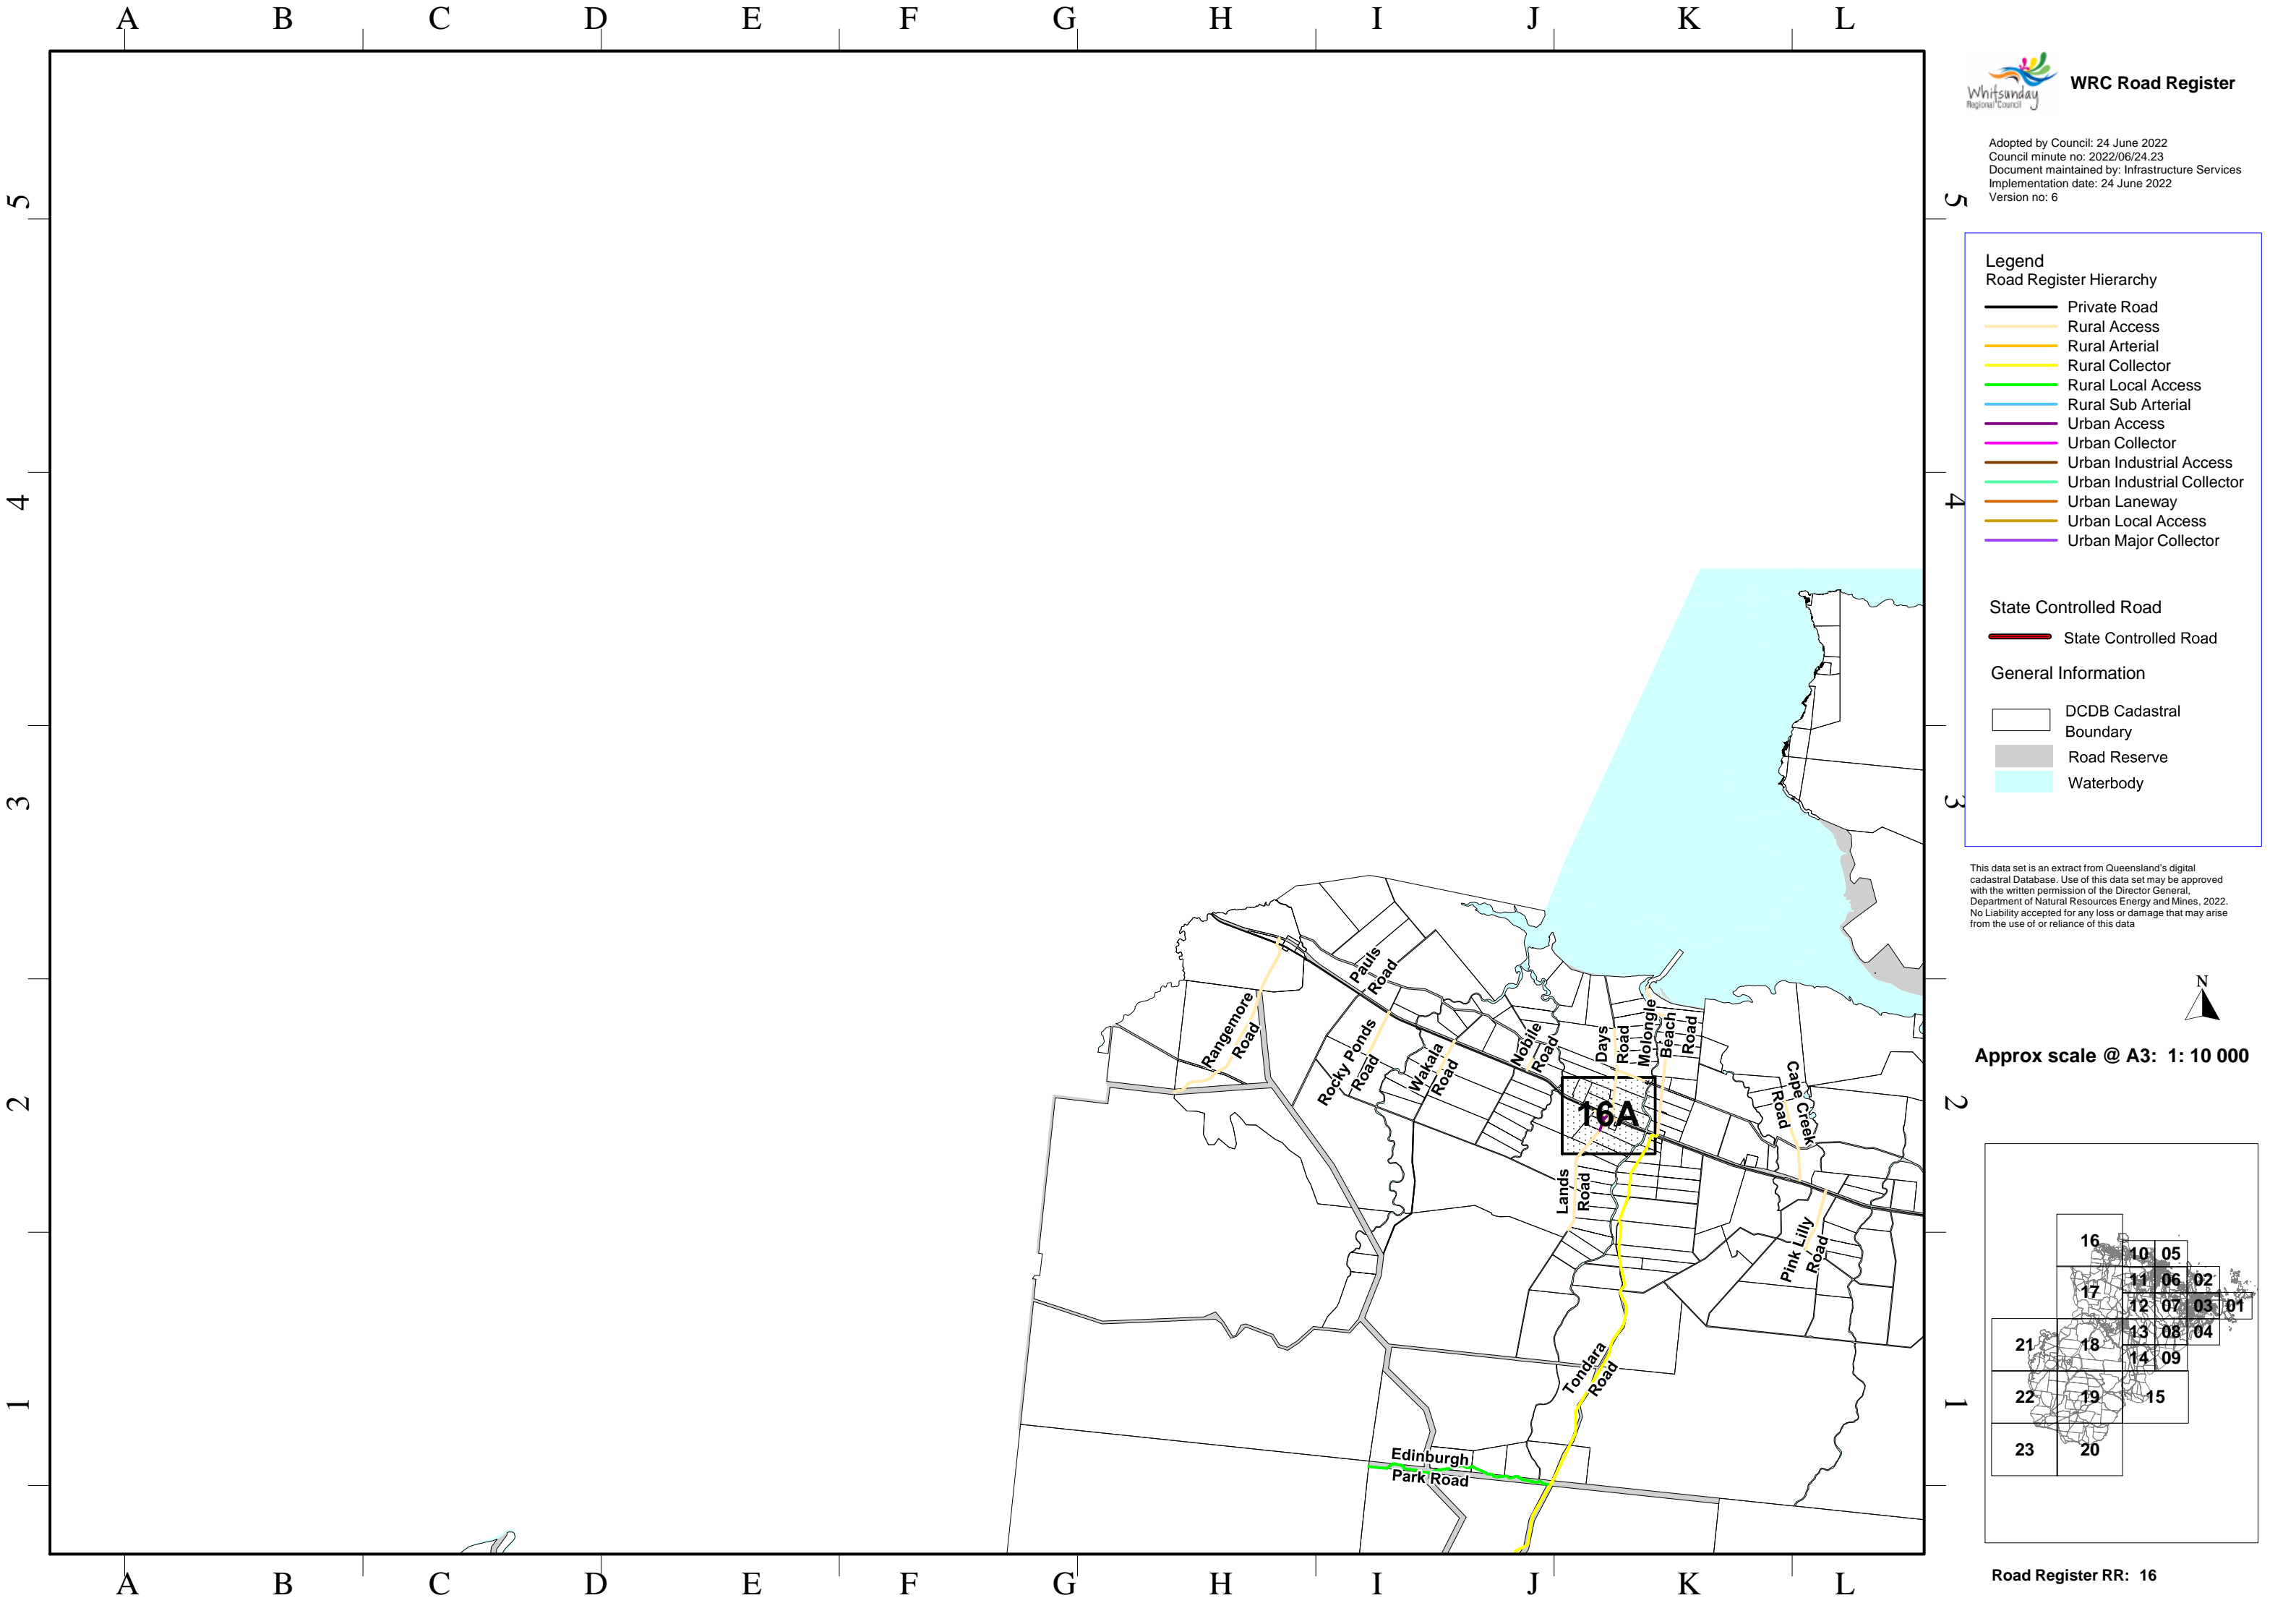 A B C D E F G H I J K L
5
4
3
2
1
Pauls
Road
Rangemore
Road
Rocky Ponds
Road
Wakala
Road
Nobile
Road
Days
Road
Molongle
Beach
Road
16A
Cape Creek
Road
Lands
Road
Pink Lilly
Road
Tondara
Road
Edinburgh
Park Road
5
4
3
2
1
A B C D E F G H I J K L
Whitsunday
Regional Council
WRC Road Register
Adopted by Council: 24 June 2022
Council minute no: 2022/06/24.23
Document maintained by: Infrastructure Services
Implementation date: 24 June 2022
Version no: 6
Legend
Road Register Hierarchy
Private Road
Rural Access
Rural Arterial
Rural Collector
Rural Local Access
Rural Sub Arterial
Urban Access
Urban Collector
Urban Industrial Access
Urban Industrial Collector
Urban Laneway
Urban Local Access
Urban Major Collector
State Controlled Road
State Controlled Road
General Information
DCDB Cadastral
Boundary
Road Reserve
Waterbody
This data set is an extract from Queensland's digital
cadastral Database. Use of this data set may be approved
with the written permission of the Director General,
Department of Natural Resources Energy and Mines, 2022.
No Liability accepted for any loss or damage that may arise
from the use of or reliance of this data
N
Approx scale @ A3: 1: 10 000
16
10 05
11 06 02
17
12 07 03 01
13 08 04
21 18
14 09
22 19 15
23 20
Road Register RR: 16